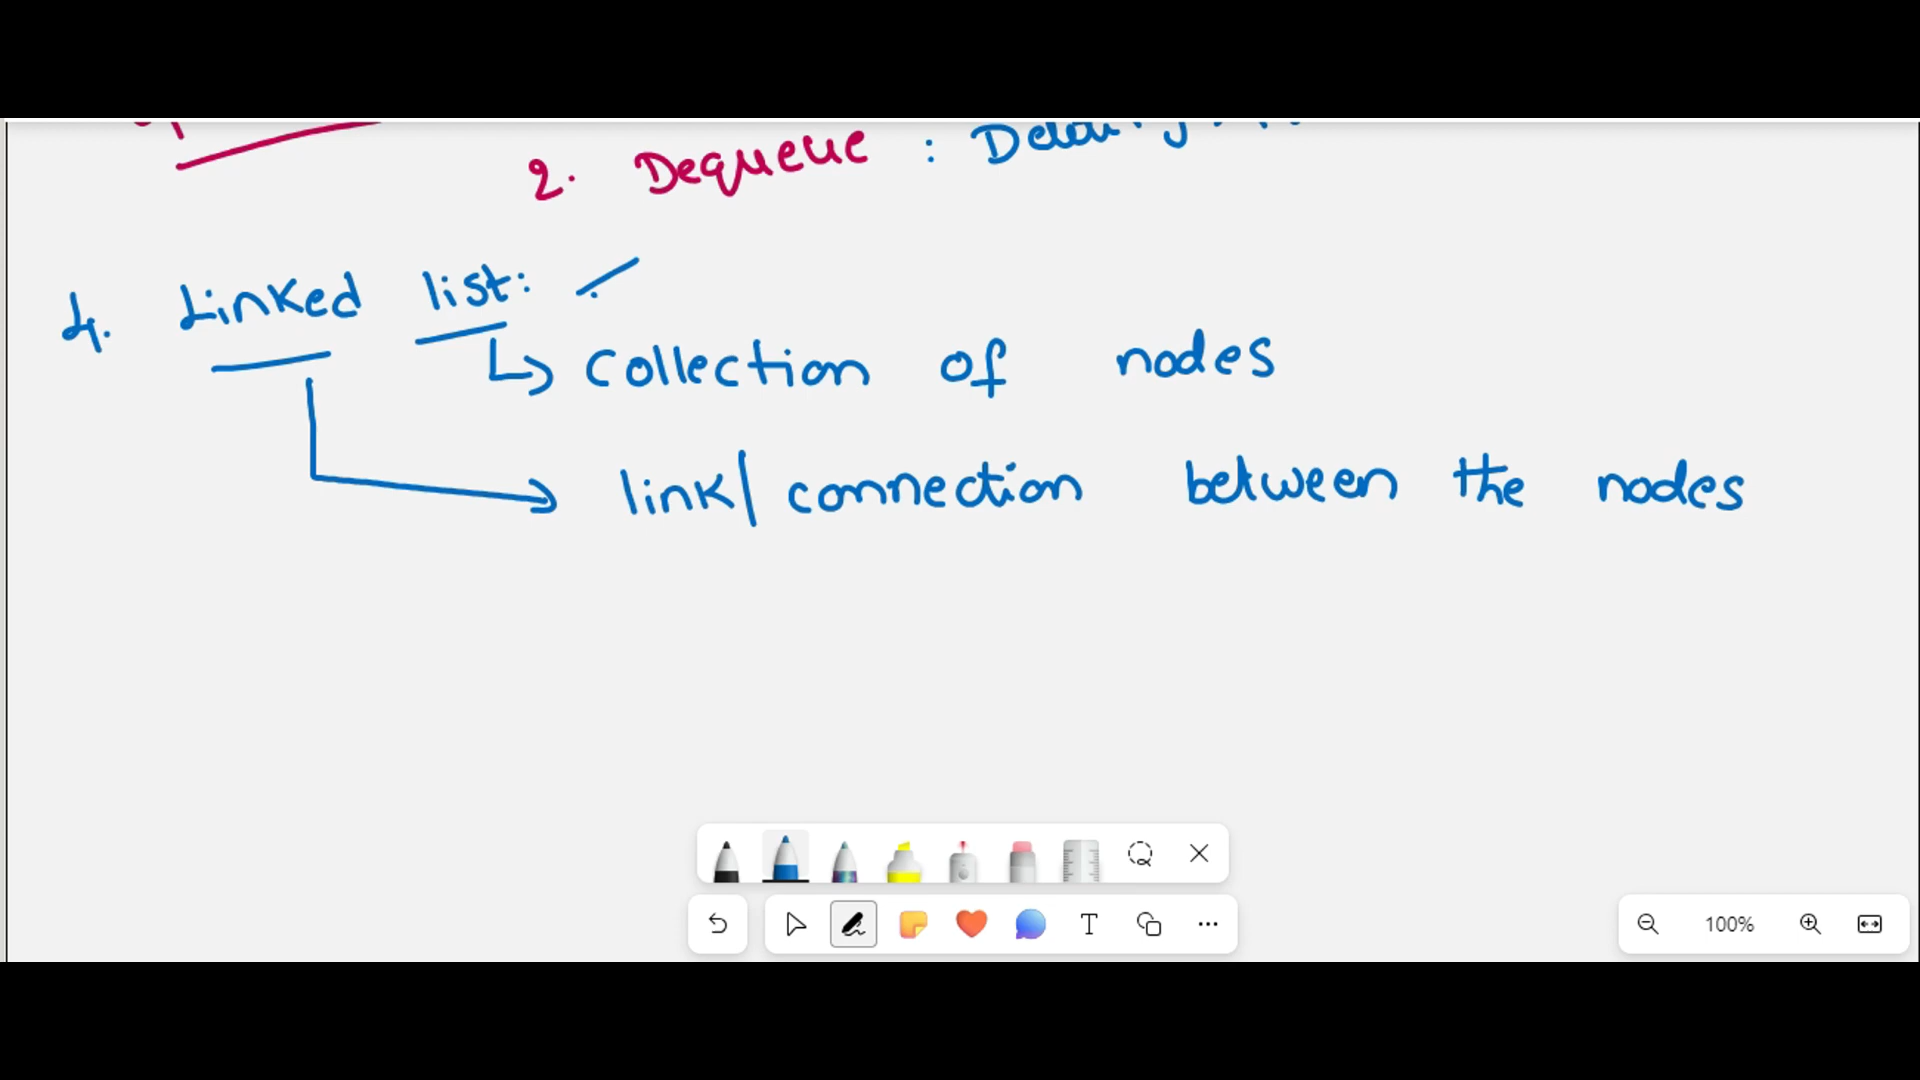 2. Dequeue :
4. Linked list:
↳ collection of nodes
→ link/connection between the nodes
T
100%